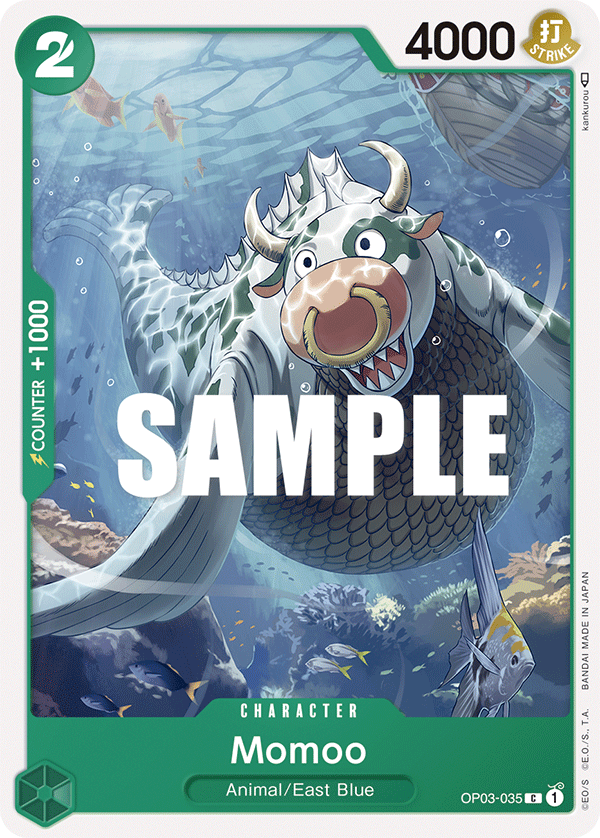 2
4000
打
STRIKE
kankurou
COUNTER +1000
SAMPLE
BANDAI MADE IN JAPAN
©EO/S ©E.O./S., T.A.
CHARACTER
Momoo
Animal/East Blue
OP03-035 C 1